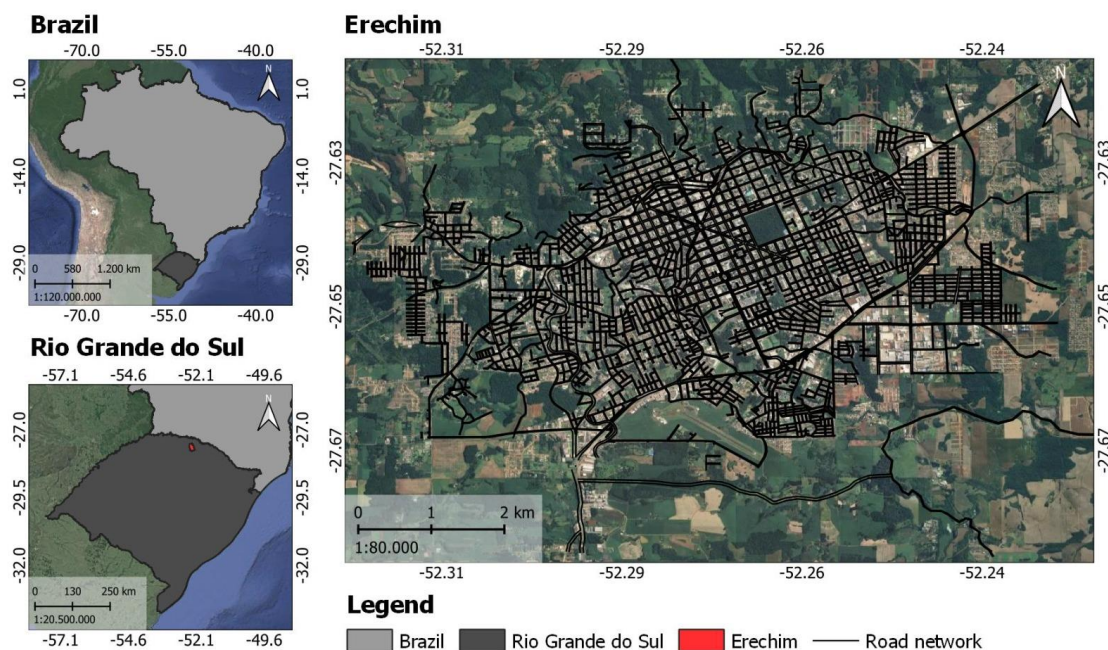 Brazil
-70.0 -55.0 -40.0
1.0
-14.0
-29.0
1.0
-14.0
-29.0
N
0 580 1.200 km
1:120.000.000
-70.0 -55.0 -40.0
Rio Grande do Sul
-57.1 -54.6 -52.1 -49.6
-27.0
-29.5
-32.0
-27.0
-29.5
-32.0
N
0 130 250 km
1:20.500.000
-57.1 -54.6 -52.1 -49.6
Erechim
-52.31 -52.29 -52.26 -52.24
-27.63
-27.65
-27.67
-27.63
-27.65
-27.67
N
0 1 2 km
1:80.000
-52.31 -52.29 -52.26 -52.24
Legend
Brazil Rio Grande do Sul Erechim Road network